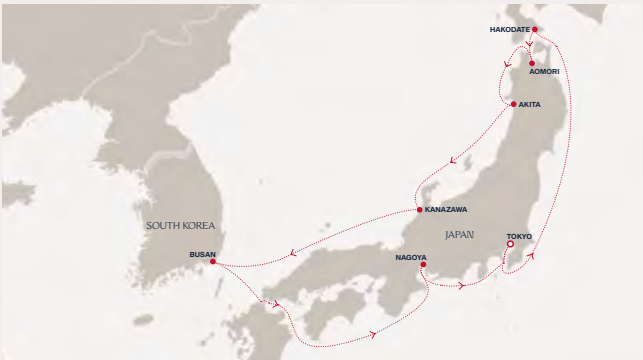 HAKODATE
AOMORI
AKITA
KANAZAWA
SOUTH KOREA
JAPAN
TOKYO
BUSAN
NAGOYA